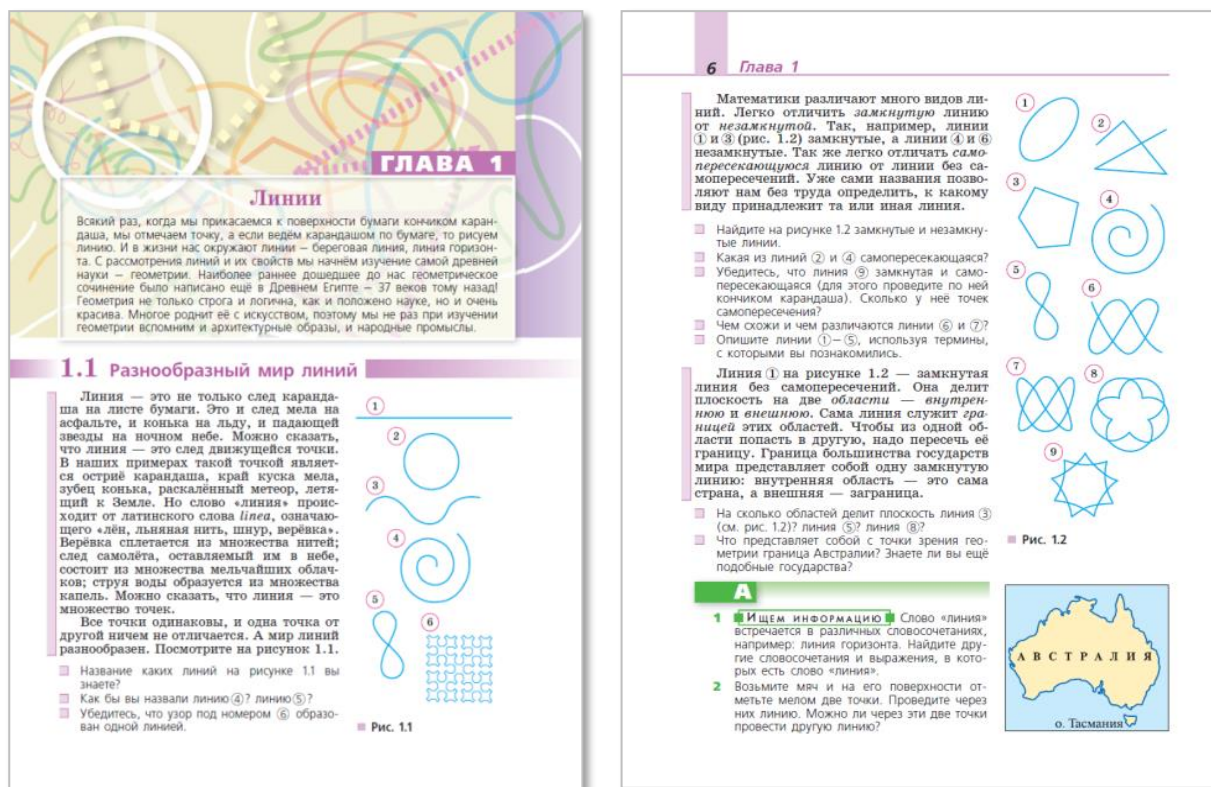 ГЛАВА 1
Линии
Всякий раз, когда мы прикасаемся к поверхности бумаги кончиком каран-
даша, мы отмечаем точку, а если ведём карандашом по бумаге, то рисуем
линию. И в жизни нас окружают линии – береговая линия, линия горизон-
та. С рассмотрения линий и их свойств мы начнём изучение самой древней
науки – геометрии. Наиболее раннее дошедшее до нас геометрическое
сочинение было написано ещё в Древнем Египте – 37 веков тому назад!
Геометрия не только строга и логична, как и положено науке, но и очень
красива. Многое роднит её с искусством, поэтому мы не раз при изучении
геометрии вспомним и архитектурные образы, и народные промыслы.
1.1 Разнообразный мир линий
Линия — это не только след каранда-
ша на листе бумаги. Это и след мела на
асфальте, и конька на льду, и падающей
звезды на ночном небе. Можно сказать,
что линия — это след движущейся точки.
В наших примерах такой точкой являет-
ся остриё карандаша, край куска мела,
зубец конька, раскалённый метеор, летя-
щий к Земле. Но слово «линия» проис-
ходит от латинского слова linea, означаю-
щего «лён, льняная нить, шнур, верёвка».
Верёвка сплетается из множества нитей;
след самолёта, оставляемый им в небе,
состоит из множества мельчайших облач-
ков; струя воды образуется из множества
капель. Можно сказать, что линия — это
множество точек.
Все точки одинаковы, и одна точка от
другой ничем не отличается. А мир линий
разнообразен. Посмотрите на рисунок 1.1.
Название каких линий на рисунке 1.1 вы
знаете?
Как бы вы назвали линию ④? линию ⑤?
Убедитесь, что узор под номером ⑥ образо-
ван одной линией.
1
2
3
4
5
6
Рис. 1.1
6 Глава 1
Математики различают много видов ли-
ний. Легко отличить замкнутую линию
от незамкнутой. Так, например, линии
① и ③ (рис. 1.2) замкнутые, а линии ④ и ⑥
незамкнутые. Так же легко отличать само-
пересекающуюся линию от линии без са-
мопересечений. Уже сами названия позво-
ляют нам без труда определить, к какому
виду принадлежит та или иная линия.
Найдите на рисунке 1.2 замкнутые и незамкну-
тые линии.
Какая из линий ② и ④ самопересекающаяся?
Убедитесь, что линия ⑨ замкнутая и само-
пересекающаяся (для этого проведите по ней
кончиком карандаша). Сколько у неё точек
самопересечения?
Чем схожи и чем различаются линии ⑥ и ⑦?
Опишите линии ①–⑤, используя термины,
с которыми вы познакомились.
Линия ① на рисунке 1.2 — замкнутая
линия без самопересечений. Она делит
плоскость на две области — внутрен-
нюю и внешнюю. Сама линия служит гра-
ницей этих областей. Чтобы из одной об-
ласти попасть в другую, надо пересечь её
границу. Граница большинства государств
мира представляет собой одну замкнутую
линию: внутренняя область — это сама
страна, а внешняя — заграница.
На сколько областей делит плоскость линия ③
(см. рис. 1.2)? линия ⑤? линия ⑧?
Что представляет собой с точки зрения гео-
метрии граница Австралии? Знаете ли вы ещё
подобные государства?
1
2
3
4
5
6
7
8
9
Рис. 1.2
А
1 Ищем информацию Слово «линия»
встречается в различных словосочетаниях,
например: линия горизонта. Найдите дру-
гие словосочетания и выражения, в кото-
рых есть слово «линия».
2 Возьмите мяч и на его поверхности от-
метьте мелом две точки. Проведите через
них линию. Можно ли через эти две точки
провести другую линию?
АВСТРАЛИЯ
о. Тасмания